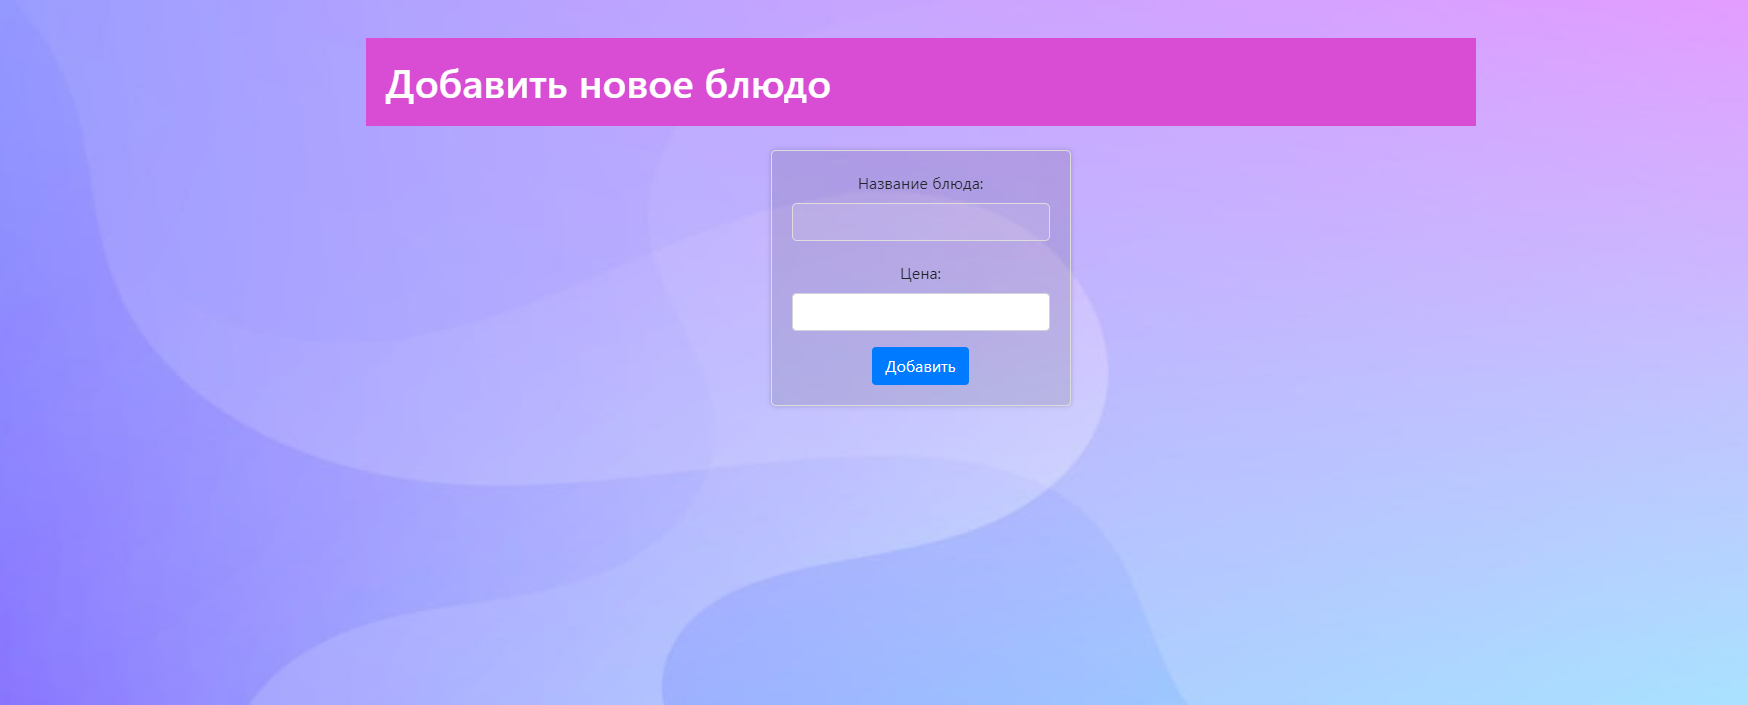 Добавить новое блюдо
Название блюда:
Цена:
Добавить